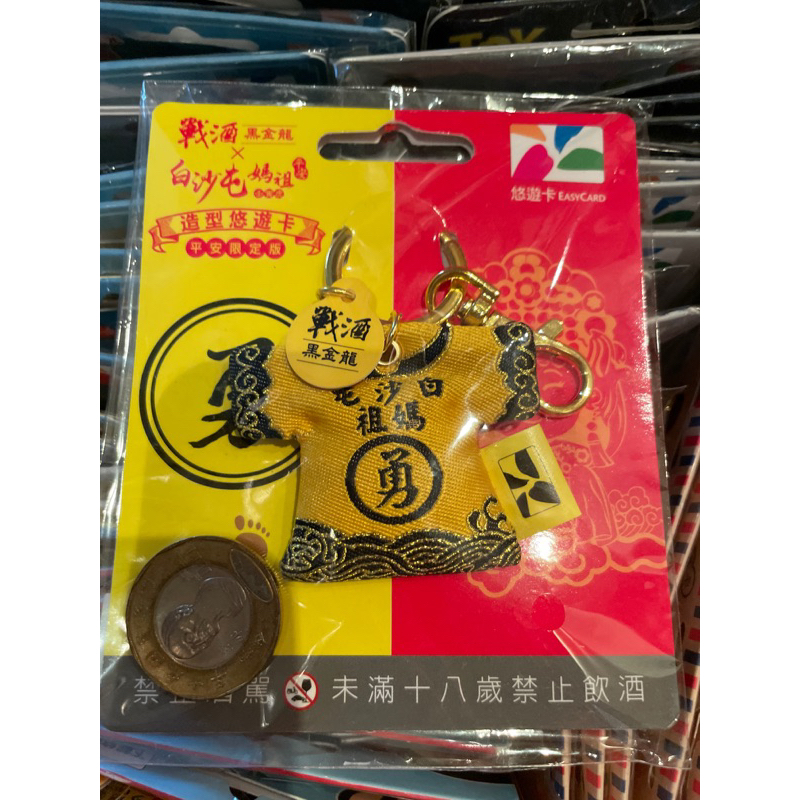 戰酒 黑金龍
×
白沙屯媽祖
造型悠遊卡
平安限定版
悠遊卡 EASYCARD
戰酒
黑金龍
屯沙白
祖媽
勇
勇
禁止酒駕
未滿十八歲禁止飲酒